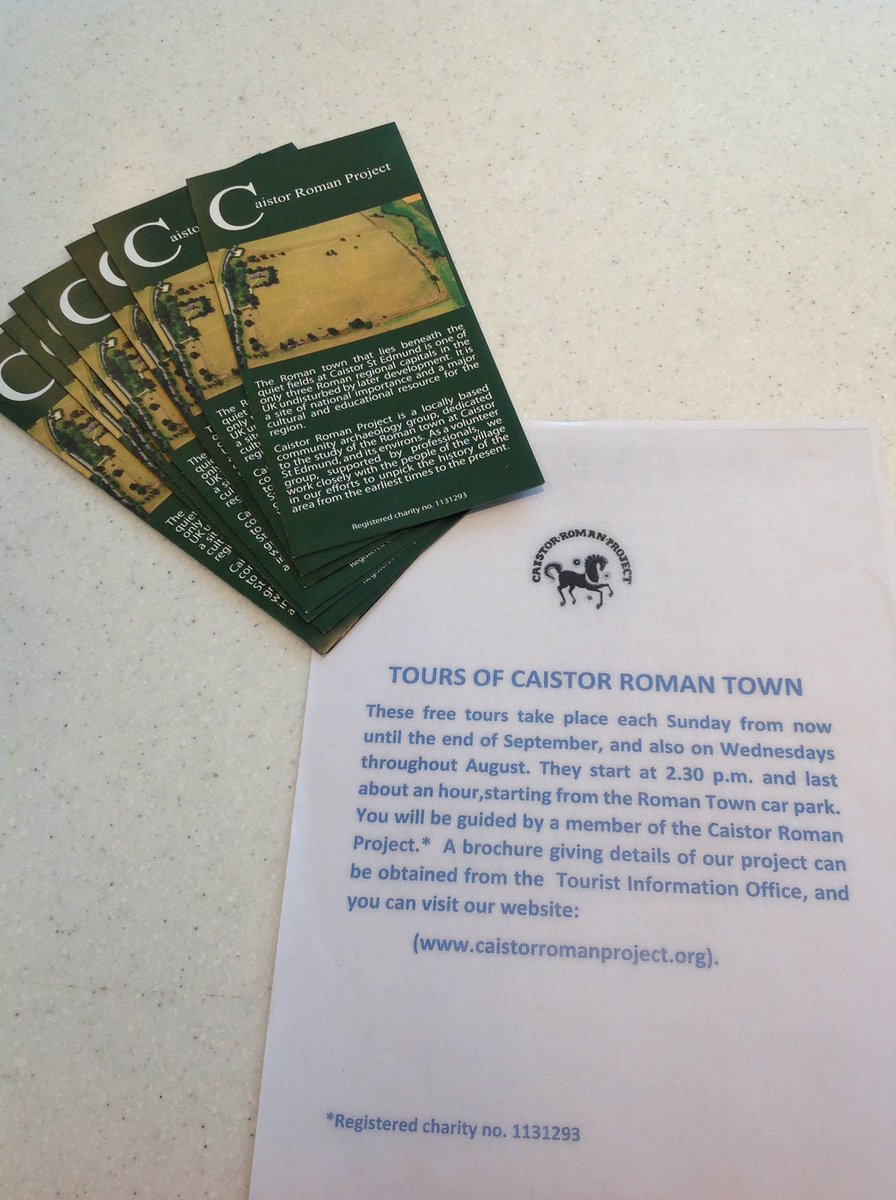 Caistor Roman Project
The Roman town that lies beneath the
quiet fields at Caistor St Edmund is one of
only three Roman regional capitals in the
UK undisturbed by later development. It is
a site of national importance and a major
cultural and educational resource for the
region.
Caistor Roman Project is a locally based
community archaeology group, dedicated
to the study of the Roman town at Caistor
St Edmund, and its environs. As a volunteer
group, supported by professionals, we
work closely with the people of the village
in our efforts to unpick the history of the
area from the earliest times to the present.
Registered charity no. 1131293
CAISTOR·ROMAN·PROJECT
TOURS OF CAISTOR ROMAN TOWN
These free tours take place each Sunday from now
until the end of September, and also on Wednesdays
throughout August. They start at 2.30 p.m. and last
about an hour,starting from the Roman Town car park.
You will be guided by a member of the Caistor Roman
Project.* A brochure giving details of our project can
be obtained from the Tourist Information Office, and
you can visit our website:
(www.caistorromanproject.org).
*Registered charity no. 1131293